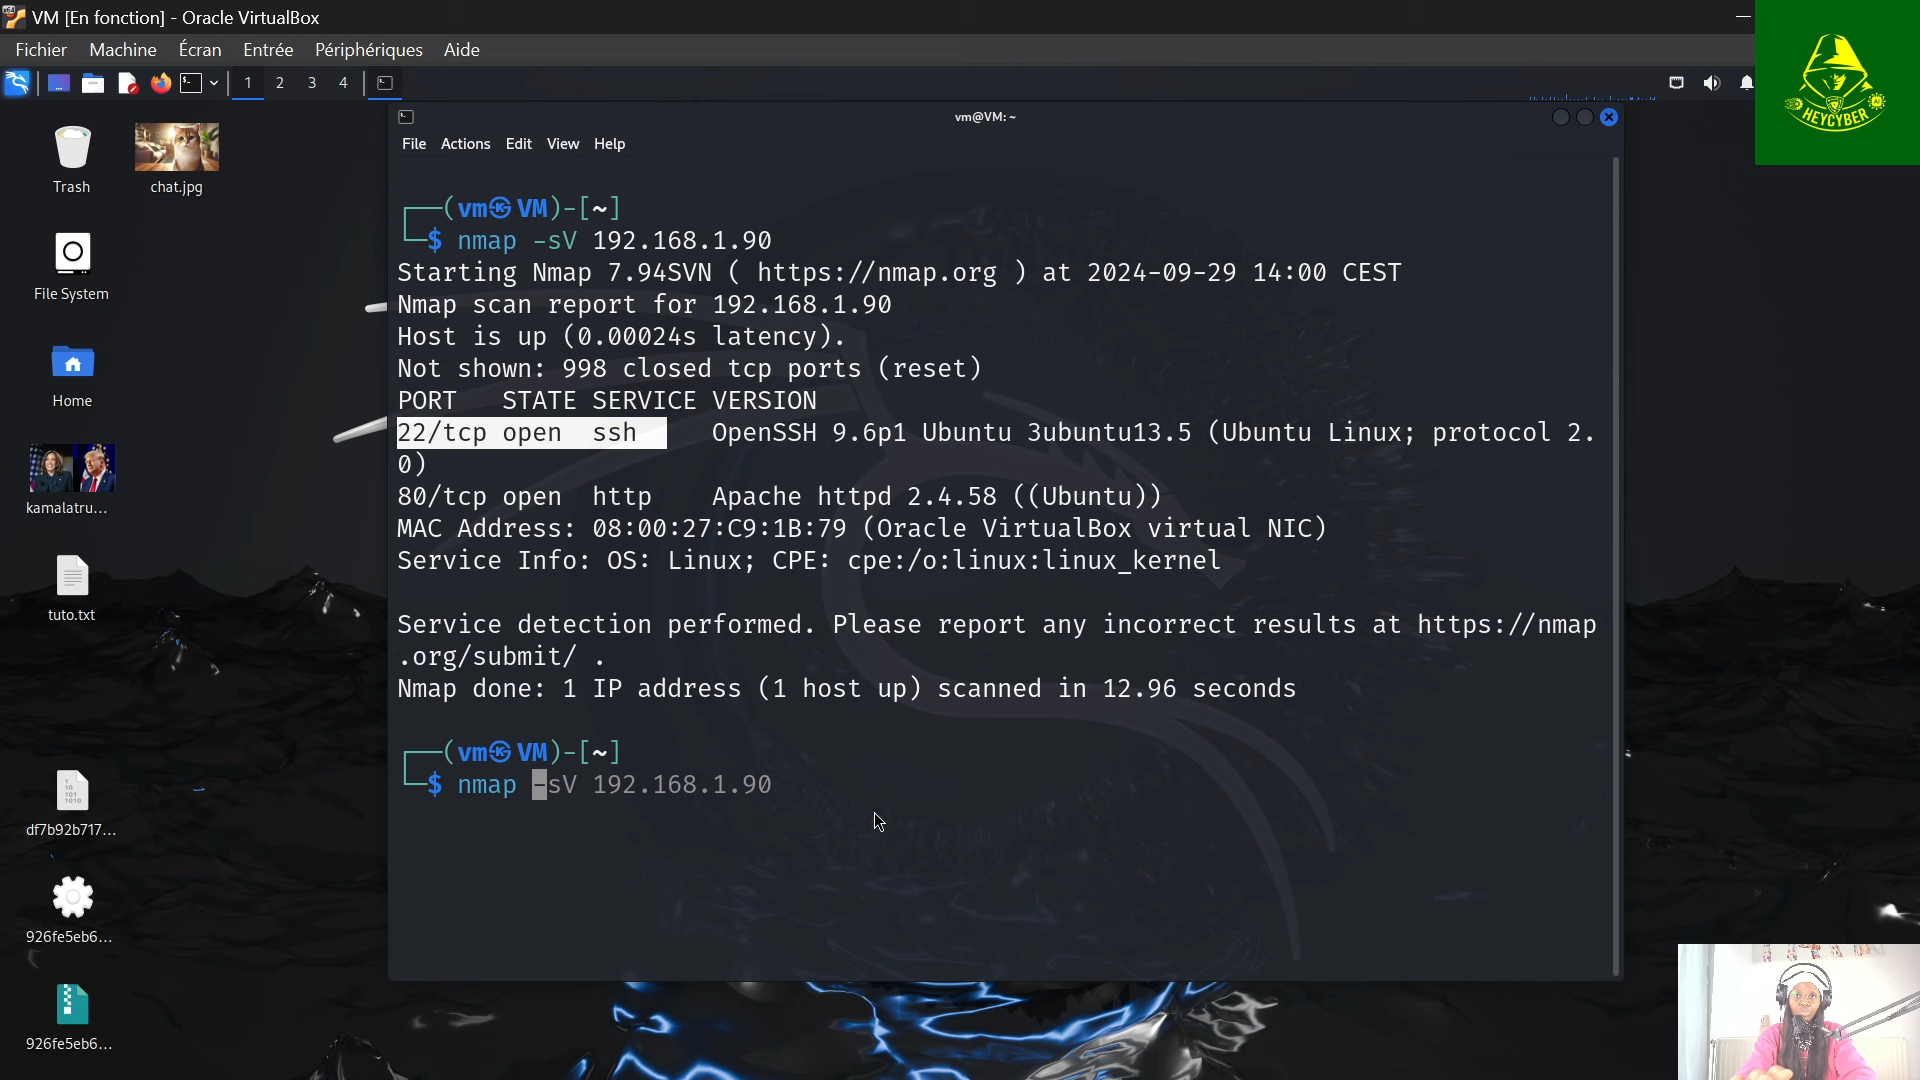 VM [En fonction] - Oracle VirtualBox
Fichier Machine Écran Entrée Périphériques Aide
1 2 3 4
HEYCYBER
Trash
chat.jpg
File System
Home
kamalatru...
tuto.txt
df7b92b717...
926fe5eb6...
926fe5eb6...
vm@VM: ~
File Actions Edit View Help
(vm㉿VM)-[~]
$ nmap -sV 192.168.1.90
Starting Nmap 7.94SVN ( https://nmap.org ) at 2024-09-29 14:00 CEST
Nmap scan report for 192.168.1.90
Host is up (0.00024s latency).
Not shown: 998 closed tcp ports (reset)
PORT STATE SERVICE VERSION
22/tcp open ssh OpenSSH 9.6p1 Ubuntu 3ubuntu13.5 (Ubuntu Linux; protocol 2.
0)
80/tcp open http Apache httpd 2.4.58 ((Ubuntu))
MAC Address: 08:00:27:C9:1B:79 (Oracle VirtualBox virtual NIC)
Service Info: OS: Linux; CPE: cpe:/o:linux:linux_kernel
Service detection performed. Please report any incorrect results at https://nmap
.org/submit/ .
Nmap done: 1 IP address (1 host up) scanned in 12.96 seconds
(vm㉿VM)-[~]
$ nmap -sV 192.168.1.90